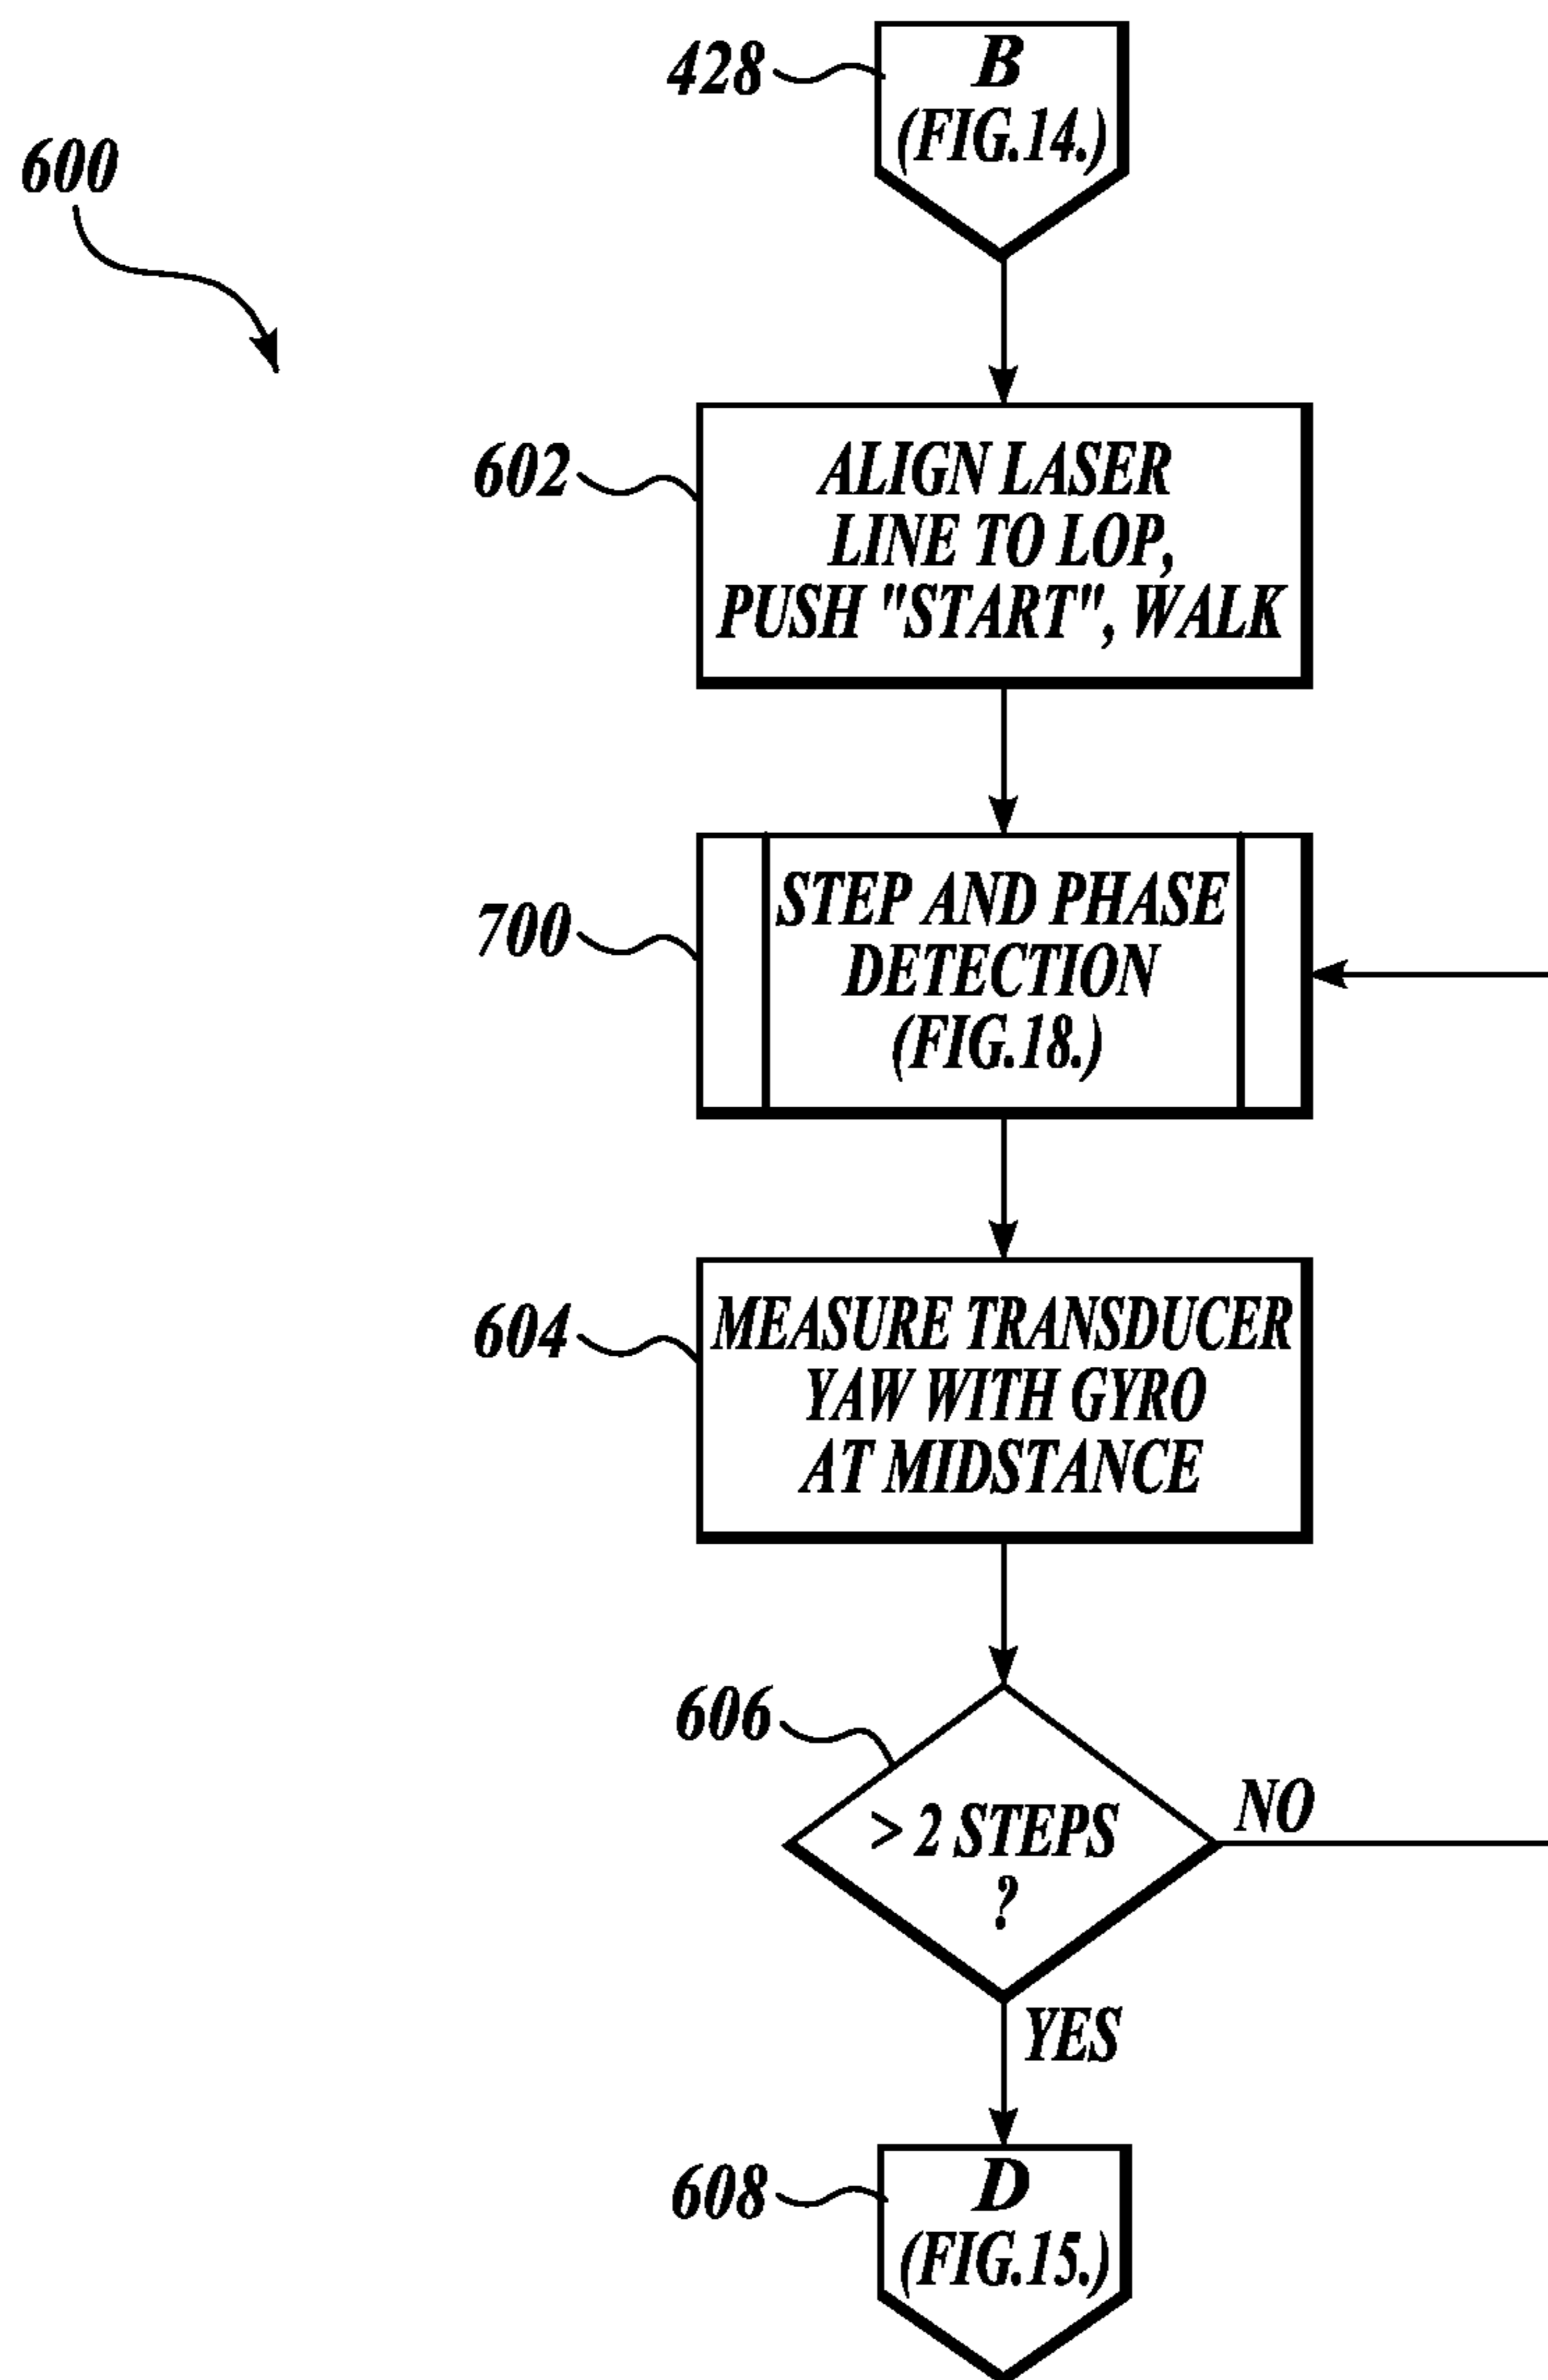 428
B
(FIG.14.)
600
602
ALIGN LASER
LINE TO LOP,
PUSH "START", WALK
700
STEP AND PHASE
DETECTION
(FIG.18.)
604
MEASURE TRANSDUCER
YAW WITH GYRO
AT MIDSTANCE
606
> 2 STEPS
?
NO
YES
608
D
(FIG.15.)